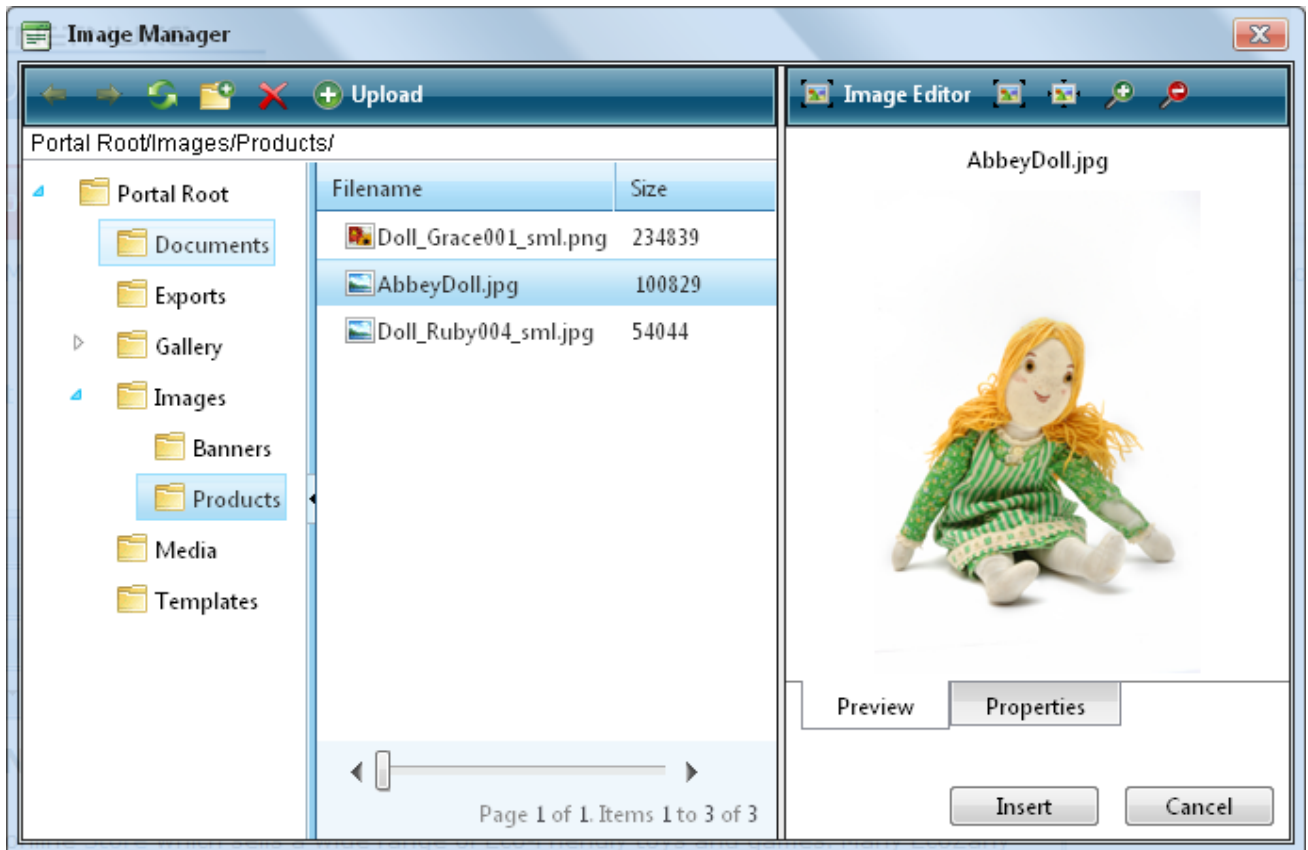 Image Manager
Upload
Image Editor
Portal Root/Images/Products/
AbbeyDoll.jpg
Portal Root
Documents
Exports
Gallery
Images
Banners
Products
Media
Templates
Filename Size
Doll_Grace001_sml.png 234839
AbbeyDoll.jpg 100829
Doll_Ruby004_sml.jpg 54044
Page 1 of 1. Items 1 to 3 of 3
Preview
Properties
Insert
Cancel